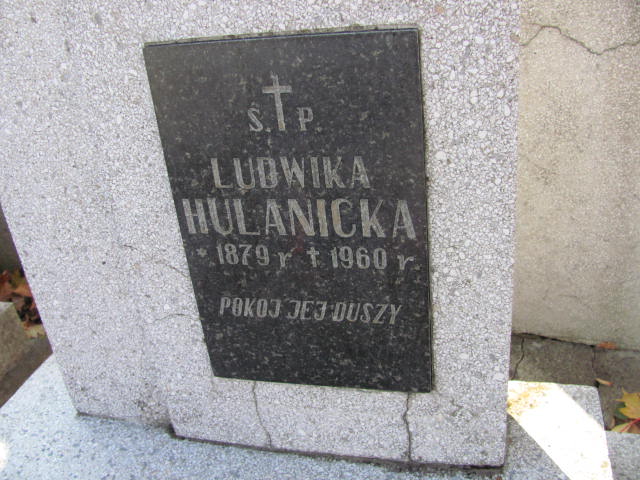 Ś. P.
LUDWIKA
HULANICKA
* 1879 r † 1960 r
POKOJ JEJ DUSZY